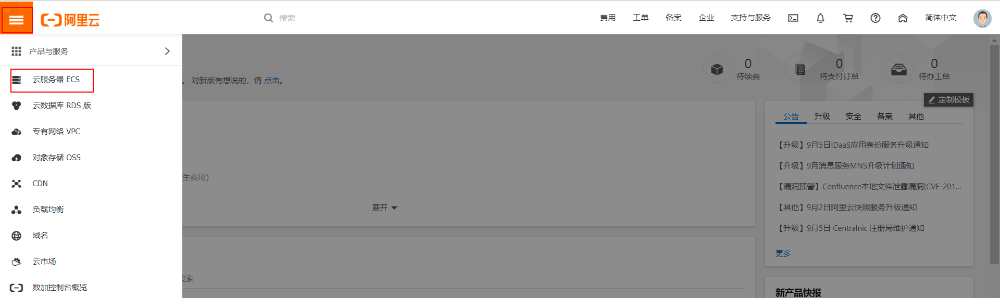 阿里云
搜索
费用 工单 备案 企业 支持与服务 简体中文
产品与服务
云服务器 ECS
云数据库 RDS 版
专有网络 VPC
对象存储 OSS
CDN
负载均衡
域名
云市场
数加控制台概览
。 对新版有想说的，请 点击。
0
待续费
0
待支付订单
0
待办工单
定制模板
生费用)
展开
搜索
公告 升级 安全 备案 其他
【升级】9月5日IDaaS应用身份服务升级通知
【升级】9月消息服务MNS升级计划通知
【漏洞预警】Confluence本地文件泄露漏洞(CVE-201...
【其他】9月2日阿里云快照服务升级通知
【升级】9月5日 Centralnic 注册局维护通知
更多
新产品快报